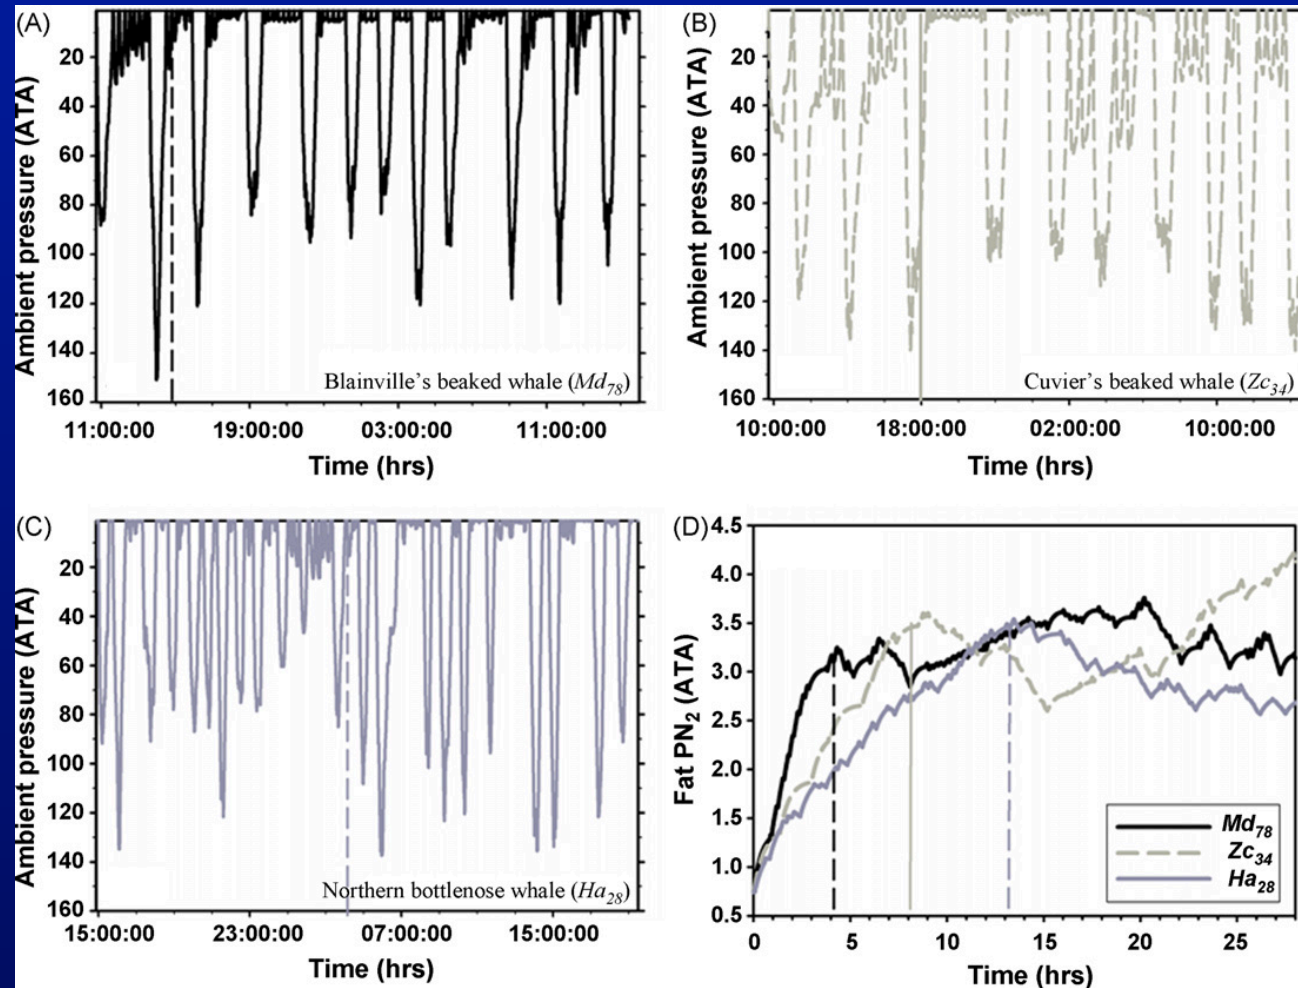 (A)
Ambient pressure (ATA)
20
40
60
80
100
120
140
160
Blainville's beaked whale (Md78)
11:00:00 19:00:00 03:00:00 11:00:00
Time (hrs)
(B)
Ambient pressure (ATA)
20
40
60
80
100
120
140
160
Cuvier's beaked whale (Zc34)
10:00:00 18:00:00 02:00:00 10:00:00
Time (hrs)
(C)
Ambient pressure (ATA)
20
40
60
80
100
120
140
160
Northern bottlenose whale (Ha28)
15:00:00 23:00:00 07:00:00 15:00:00
Time (hrs)
(D)
Fat PN2 (ATA)
4.5
4.0
3.5
3.0
2.5
2.0
1.5
1.0
0.5
Md78
Zc34
Ha28
0 5 10 15 20 25
Time (hrs)